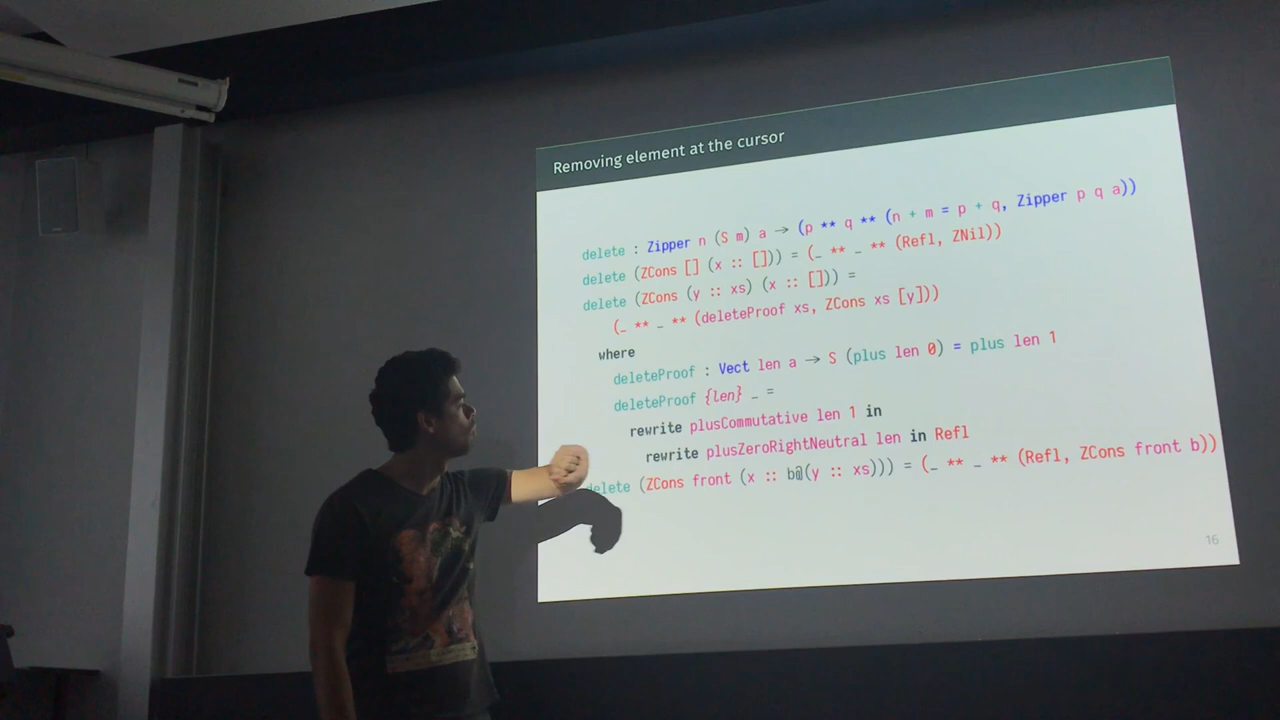 Removing element at the cursor
delete : Zipper n (S m) a → (p ** q ** (n + m = p + q, Zipper p q a))
delete (ZCons [] (x :: [])) = (_ ** _ ** (Refl, ZNil))
delete (ZCons (y :: xs) (x :: [])) =
(_ ** _ ** (deleteProof xs, ZCons xs [y]))
where
deleteProof : Vect len a → S (plus len 0) = plus len 1
deleteProof {len} _ =
rewrite plusCommutative len 1 in
rewrite plusZeroRightNeutral len in Refl
delete (ZCons front (x :: b@(y :: xs))) = (_ ** _ ** (Refl, ZCons front b))
16